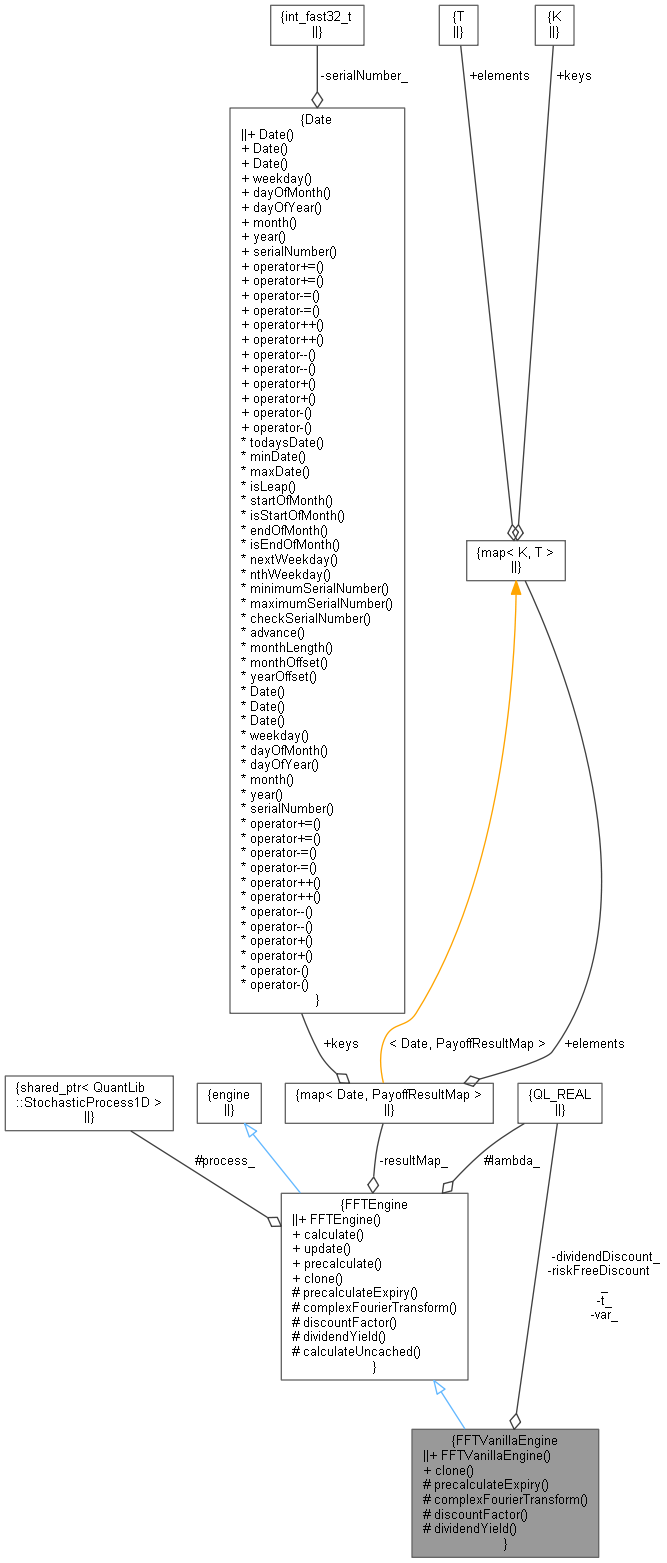 {int_fast32_t
||}
{T
||}
{K
||}
-serialNumber_
+elements
+keys
{Date
||+ Date()
+ Date()
+ Date()
+ weekday()
+ dayOfMonth()
+ dayOfYear()
+ month()
+ year()
+ serialNumber()
+ operator+=()
+ operator+=()
+ operator-=()
+ operator-=()
+ operator++()
+ operator++()
+ operator--()
+ operator--()
+ operator+()
+ operator+()
+ operator-()
+ operator-()
* todaysDate()
* minDate()
* maxDate()
* isLeap()
* startOfMonth()
* isStartOfMonth()
* endOfMonth()
* isEndOfMonth()
* nextWeekday()
* nthWeekday()
* minimumSerialNumber()
* maximumSerialNumber()
* checkSerialNumber()
* advance()
* monthLength()
* monthOffset()
* yearOffset()
* Date()
* Date()
* Date()
* weekday()
* dayOfMonth()
* dayOfYear()
* month()
* year()
* serialNumber()
* operator+=()
* operator+=()
* operator-=()
* operator-=()
* operator++()
* operator++()
* operator--()
* operator--()
* operator+()
* operator+()
* operator-()
* operator-()
}
{map< K, T >
||}
+keys
< Date, PayoffResultMap >
+elements
{shared_ptr< QuantLib
::StochasticProcess1D >
||}
{engine
||}
{map< Date, PayoffResultMap >
||}
{QL_REAL
||}
#process_
-resultMap_
#lambda_
{FFTEngine
||+ FFTEngine()
+ calculate()
+ update()
+ precalculate()
+ clone()
# precalculateExpiry()
# complexFourierTransform()
# discountFactor()
# dividendYield()
# calculateUncached()
}
-dividendDiscount_
-riskFreeDiscount
_
-t_
-var_
{FFTVanillaEngine
||+ FFTVanillaEngine()
+ clone()
# precalculateExpiry()
# complexFourierTransform()
# discountFactor()
# dividendYield()
}